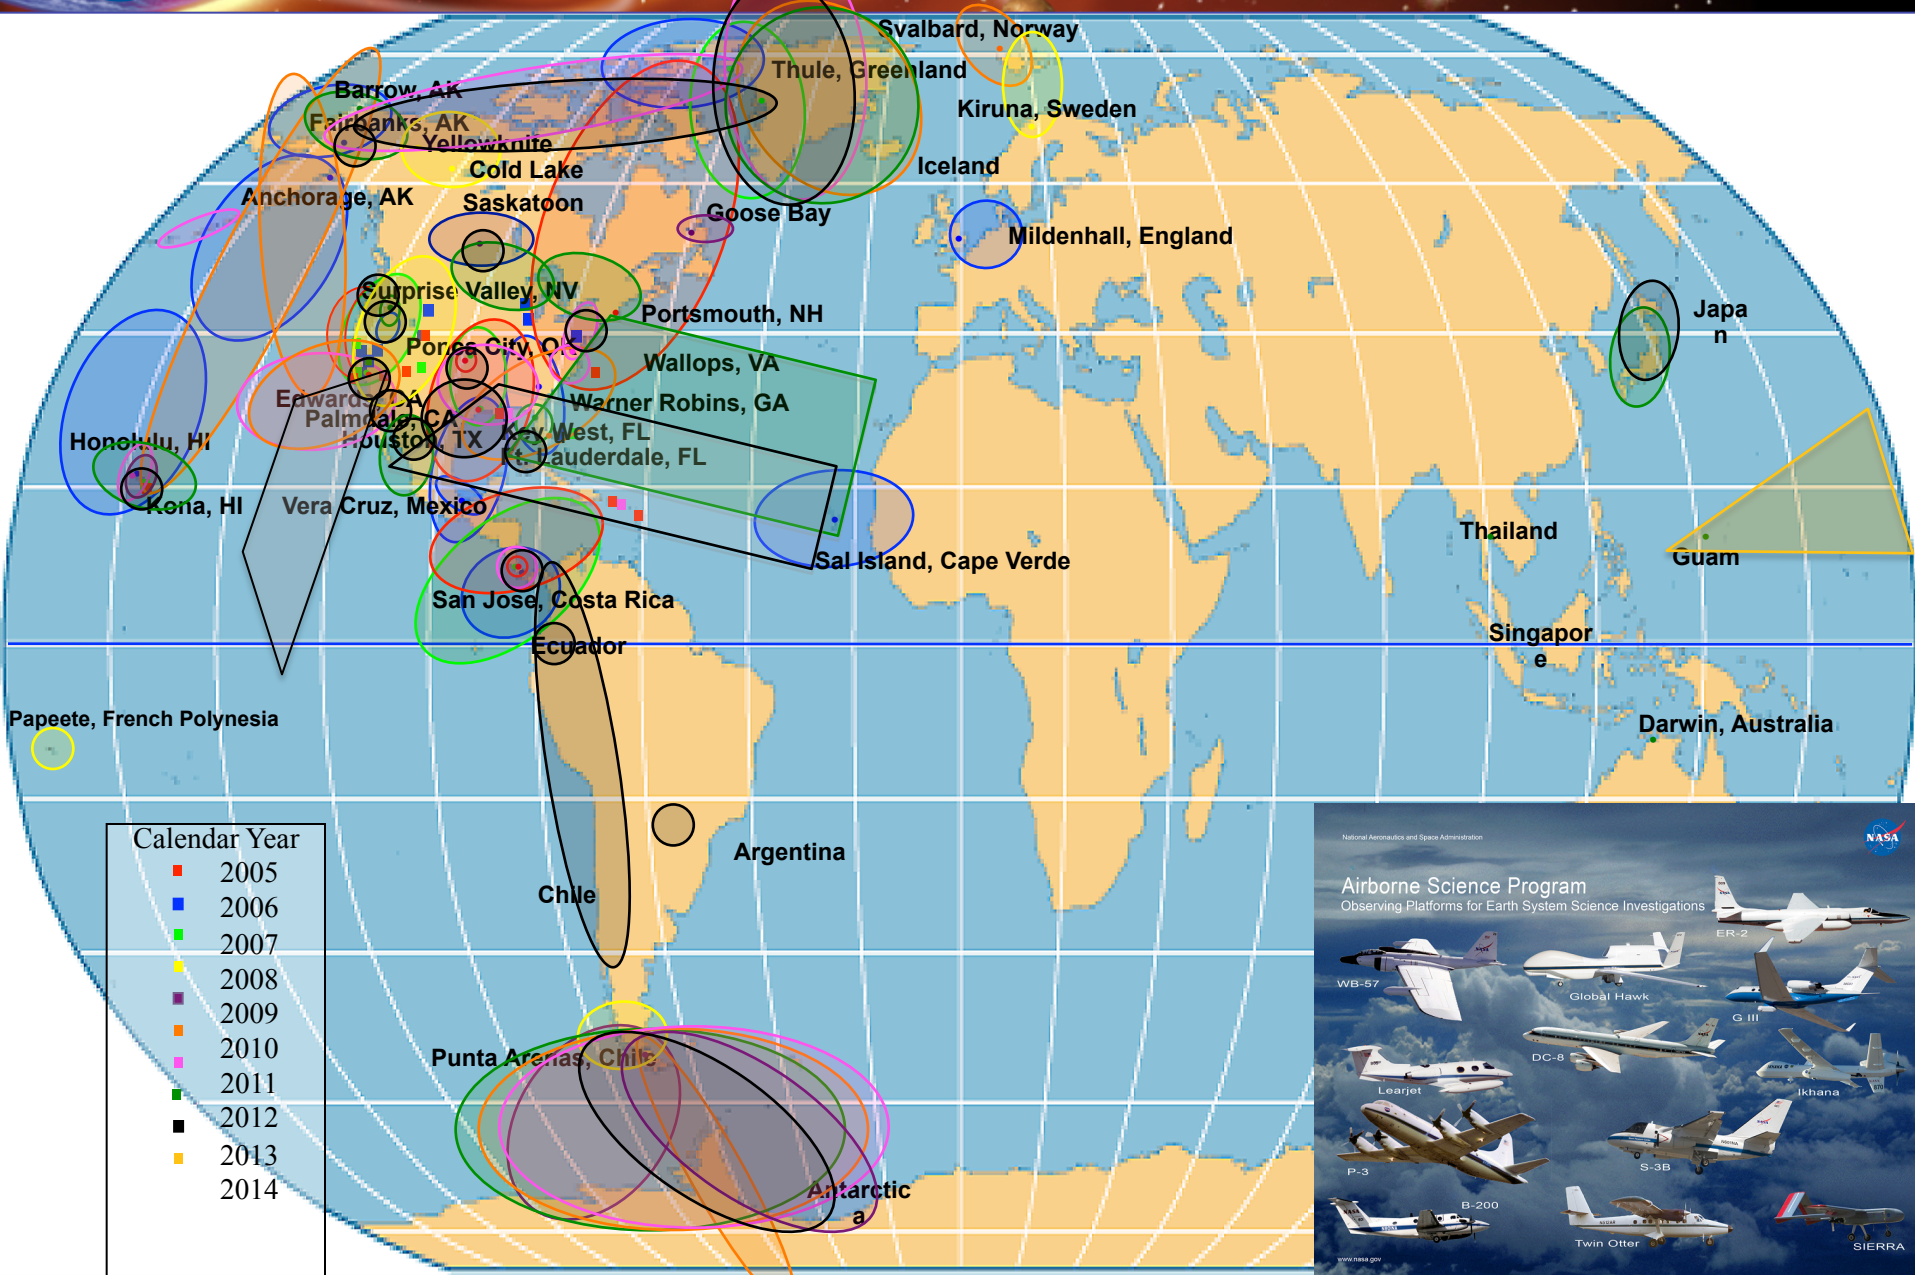 Svalbard, Norway
Thule, Greenland
Barrow, AK
Kiruna, Sweden
Fairbanks, AK
Yellowknife
Iceland
Cold Lake
Anchorage, AK
Saskatoon
Goose Bay
Mildenhall, England
Surprise Valley, NV
Portsmouth, NH
Japa
n
Ponca City, OK
Wallops, VA
Edwards, CA
Warner Robins, GA
Palmdale, CA
Key West, FL
Honolulu, HI
Houston, TX
Ft. Lauderdale, FL
Kona, HI
Vera Cruz, Mexico
Thailand
Guam
Sal Island, Cape Verde
San Jose, Costa Rica
Singapor
e
Ecuador
Papeete, French Polynesia
Darwin, Australia
Argentina
Chile
Punta Arenas, Chile
Antarctic
a
Calendar Year
2005
2006
2007
2008
2009
2010
2011
2012
2013
2014
National Aeronautics and Space Administration
NASA
Airborne Science Program
Observing Platforms for Earth System Science Investigations
ER-2
WB-57
Global Hawk
G III
DC-8
Learjet
Ikhana
P-3
S-3B
B-200
Twin Otter
SIERRA
www.nasa.gov